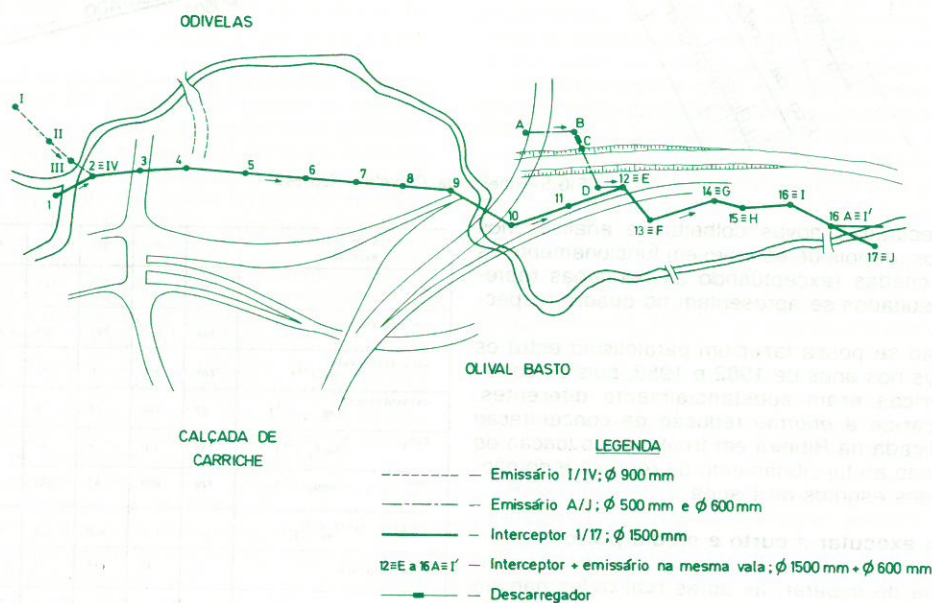 ODIVELAS
I
II
III
1
2 ≡ IV
3
4
5
6
7
8
9
10
11
A
B
C
D
12 ≡ E
13 ≡ F
14 ≡ G
15 ≡ H
16 ≡ I
16 A ≡ I'
17 ≡ J
OLIVAL BASTO
CALÇADA DE
CARRICHE
LEGENDA
– Emissário I/IV; Ø 900 mm
– Emissário A/J; Ø 500 mm e Ø 600 mm
– Interceptor 1/17; Ø 1500 mm
12≡E a 16A≡I' – Interceptor + emissário na mesma vala; Ø 1500 mm + Ø 600 mm
– Descarregador